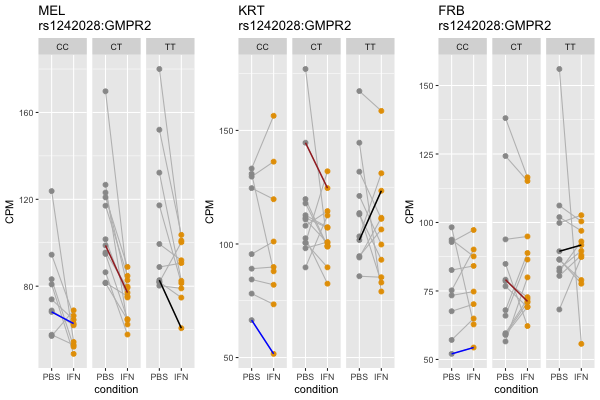 MEL
rs1242028:GMPR2
CC CT TT
160
120
80
CPM
PBS IFN PBS IFN PBS IFN
condition
KRT
rs1242028:GMPR2
CC CT TT
150
100
50
CPM
PBS IFN PBS IFN PBS IFN
condition
FRB
rs1242028:GMPR2
CC CT TT
150
125
100
75
50
CPM
PBS IFN PBS IFN PBS IFN
condition